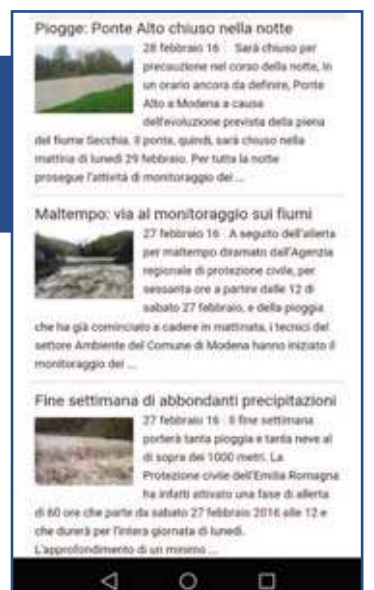 Piogge: Ponte Alto chiuso nella notte
28 febbraio 16 Sarà chiuso per
precauzione nel corso della notte, in
un orario ancora da definire, Ponte
Alto a Modena a causa
dell'evoluzione prevista della piena
del fiume Secchia. Il ponte, quindi, sarà chiuso nella
mattina di lunedì 29 febbraio. Per tutta la notte
prosegue l'attività di monitoraggio dei ...
Maltempo: via al monitoraggio sui fiumi
27 febbraio 16 A seguito dell'allerta
per maltempo diramato dall'Agenzia
regionale di protezione civile, per
sessanta ore a partire dalle 12 di
sabato 27 febbraio, e della pioggia
che ha già cominciato a cadere in mattinata, i tecnici del
settore Ambiente del Comune di Modena hanno iniziato il
monitoraggio dei ...
Fine settimana di abbondanti precipitazioni
27 febbraio 16 Il fine settimana
porterà tanta pioggia e tanta neve al
di sopra dei 1000 metri. La
Protezione civile dell'Emilia Romagna
ha infatti attivato una fase di allerta
di 60 ore che parte da sabato 27 febbraio 2016 alle 12 e
che durerà per l'intera giornata di lunedì.
L'approfondimento di un minimo ...